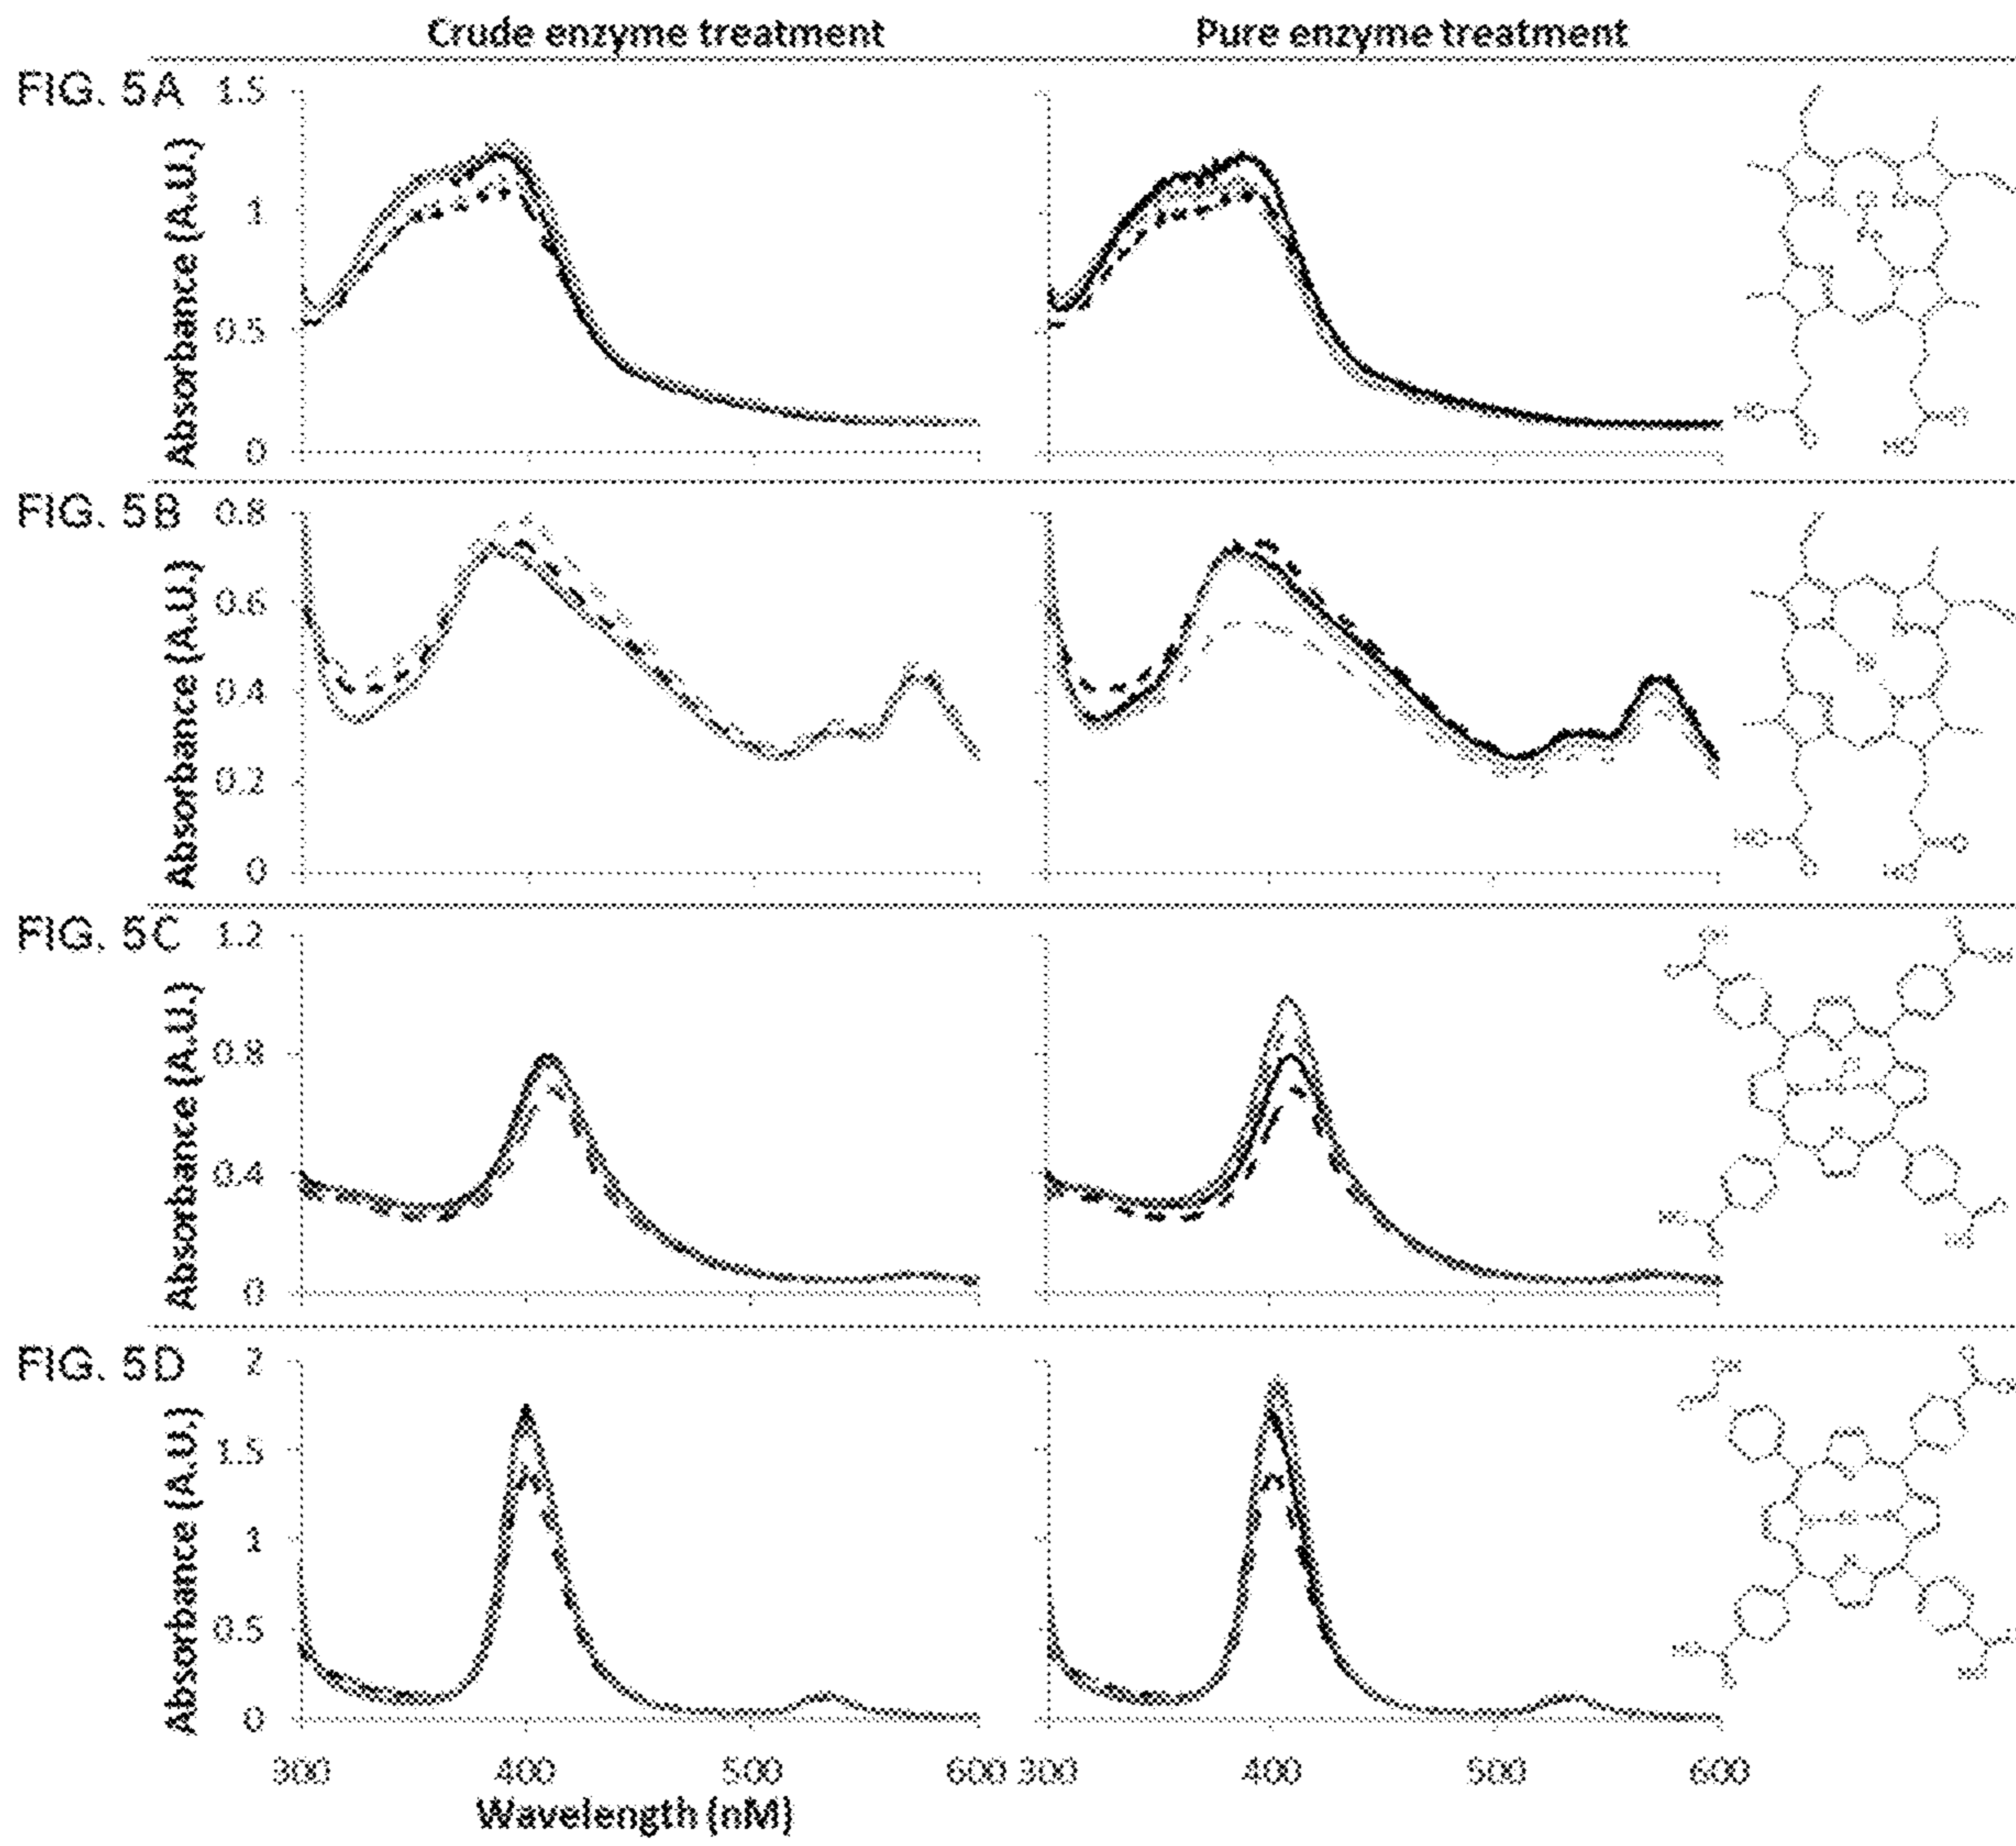 Crude enzyme treatment
Pure enzyme treatment
FIG. 5A
1.5
1
0.5
0
Absorbance (A.U.)
FIG. 5B
0.8
0.6
0.4
0.2
0
Absorbance (A.U.)
FIG. 5C
1.2
0.8
0.4
0
Absorbance (A.U.)
FIG. 5D
2
1.5
1
0.5
0
Absorbance (A.U.)
300 400 500 600
300 400 500 600
Wavelength (nM)